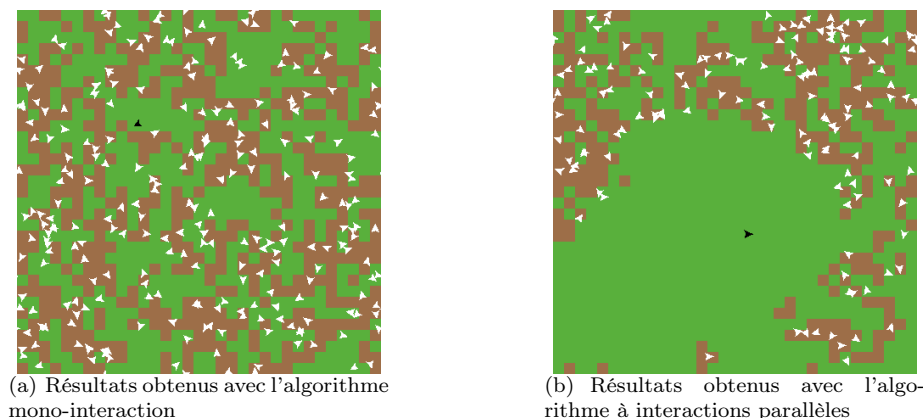 (a) Résultats obtenus avec l'algorithme
mono-interaction
(b) Résultats obtenus avec l'algo-
rithme à interactions parallèles